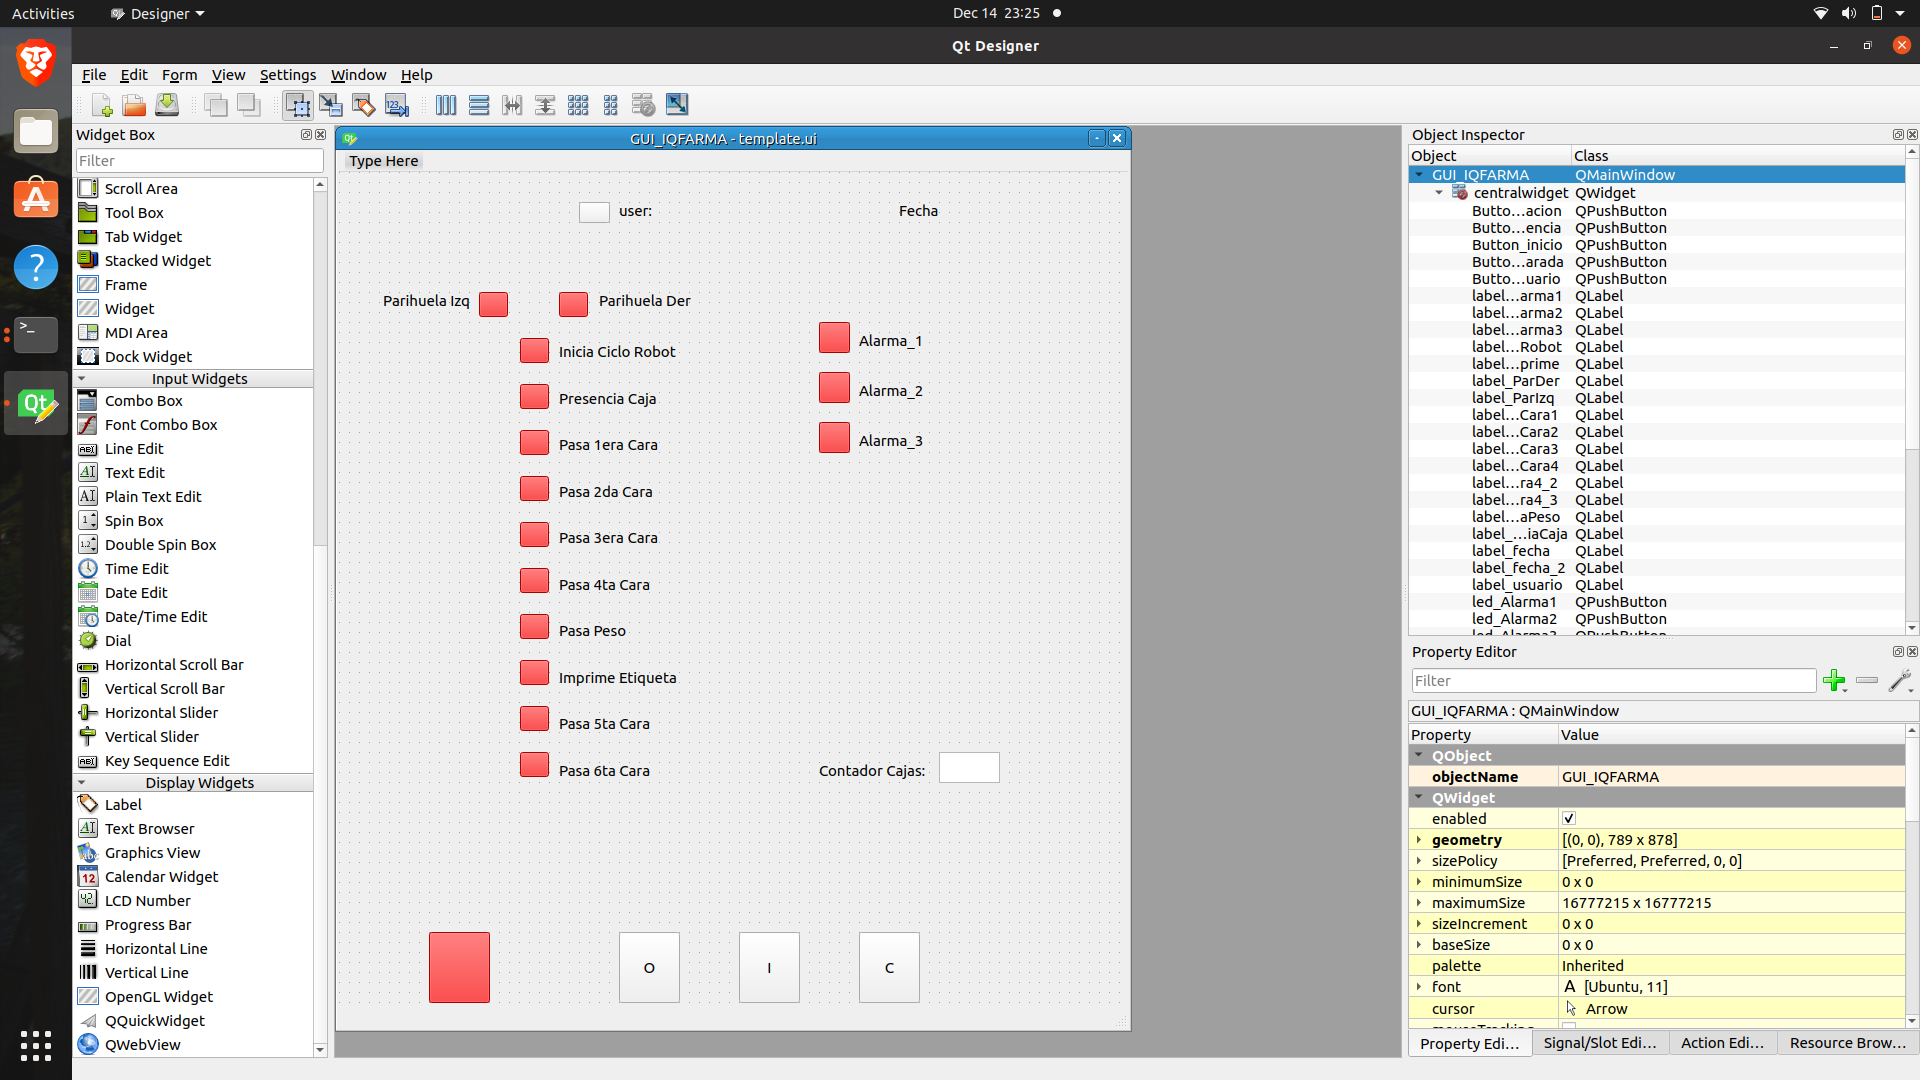 Activities
Designer
Dec 14 23:25
Qt Designer
File Edit Form View Settings Window Help
Widget Box
Filter
Scroll Area
Tool Box
Tab Widget
Stacked Widget
Frame
Widget
MDI Area
Dock Widget
Input Widgets
Combo Box
Font Combo Box
Line Edit
Text Edit
Plain Text Edit
Spin Box
Double Spin Box
Time Edit
Date Edit
Date/Time Edit
Dial
Horizontal Scroll Bar
Vertical Scroll Bar
Horizontal Slider
Vertical Slider
Key Sequence Edit
Display Widgets
Label
Text Browser
Graphics View
Calendar Widget
LCD Number
Progress Bar
Horizontal Line
Vertical Line
OpenGL Widget
QQuickWidget
QWebView
GUI_IQFARMA - template.ui
Type Here
user:
Fecha
Parihuela Izq
Parihuela Der
Inicia Ciclo Robot
Presencia Caja
Pasa 1era Cara
Pasa 2da Cara
Pasa 3era Cara
Pasa 4ta Cara
Pasa Peso
Imprime Etiqueta
Pasa 5ta Cara
Pasa 6ta Cara
Alarma_1
Alarma_2
Alarma_3
Contador Cajas:
O
I
C
Object Inspector
Object Class
GUI_IQFARMA QMainWindow
centralwidget QWidget
Butto...acion QPushButton
Butto...encia QPushButton
Button_inicio QPushButton
Butto...arada QPushButton
Butto...uario QPushButton
label...arma1 QLabel
label...arma2 QLabel
label...arma3 QLabel
label...Robot QLabel
label...prime QLabel
label_ParDer QLabel
label_ParIzq QLabel
label...Cara1 QLabel
label...Cara2 QLabel
label...Cara3 QLabel
label...Cara4 QLabel
label...ra4_2 QLabel
label...ra4_3 QLabel
label...aPeso QLabel
label_...iaCaja QLabel
label_fecha QLabel
label_fecha_2 QLabel
label_usuario QLabel
led_Alarma1 QPushButton
led_Alarma2 QPushButton
Property Editor
Filter
GUI_IQFARMA : QMainWindow
Property Value
QObject
objectName GUI_IQFARMA
QWidget
enabled
geometry [(0, 0), 789 x 878]
sizePolicy [Preferred, Preferred, 0, 0]
minimumSize 0 x 0
maximumSize 16777215 x 16777215
sizeIncrement 0 x 0
baseSize 0 x 0
palette Inherited
font A [Ubuntu, 11]
cursor Arrow
Property Edi... Signal/Slot Edi... Action Edi... Resource Brow...